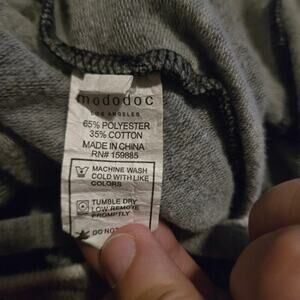 mododoc
LOS ANGELES
65% POLYESTER
35% COTTON
MADE IN CHINA
RN# 159885
MACHINE WASH
COLD WITH LIKE
COLORS
TUMBLE DRY
LOW REMOVE
PROMPTLY
DO NOT